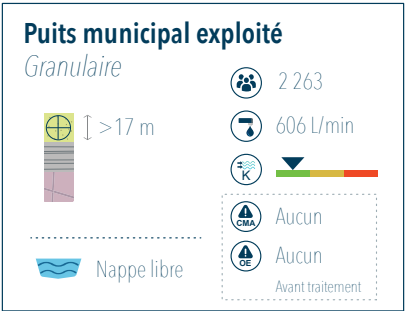 Puits municipal exploité
Granulaire
>17 m
Nappe libre
2 263
606 L/min
K
CMA
Aucun
OE
Aucun
Avant traitement